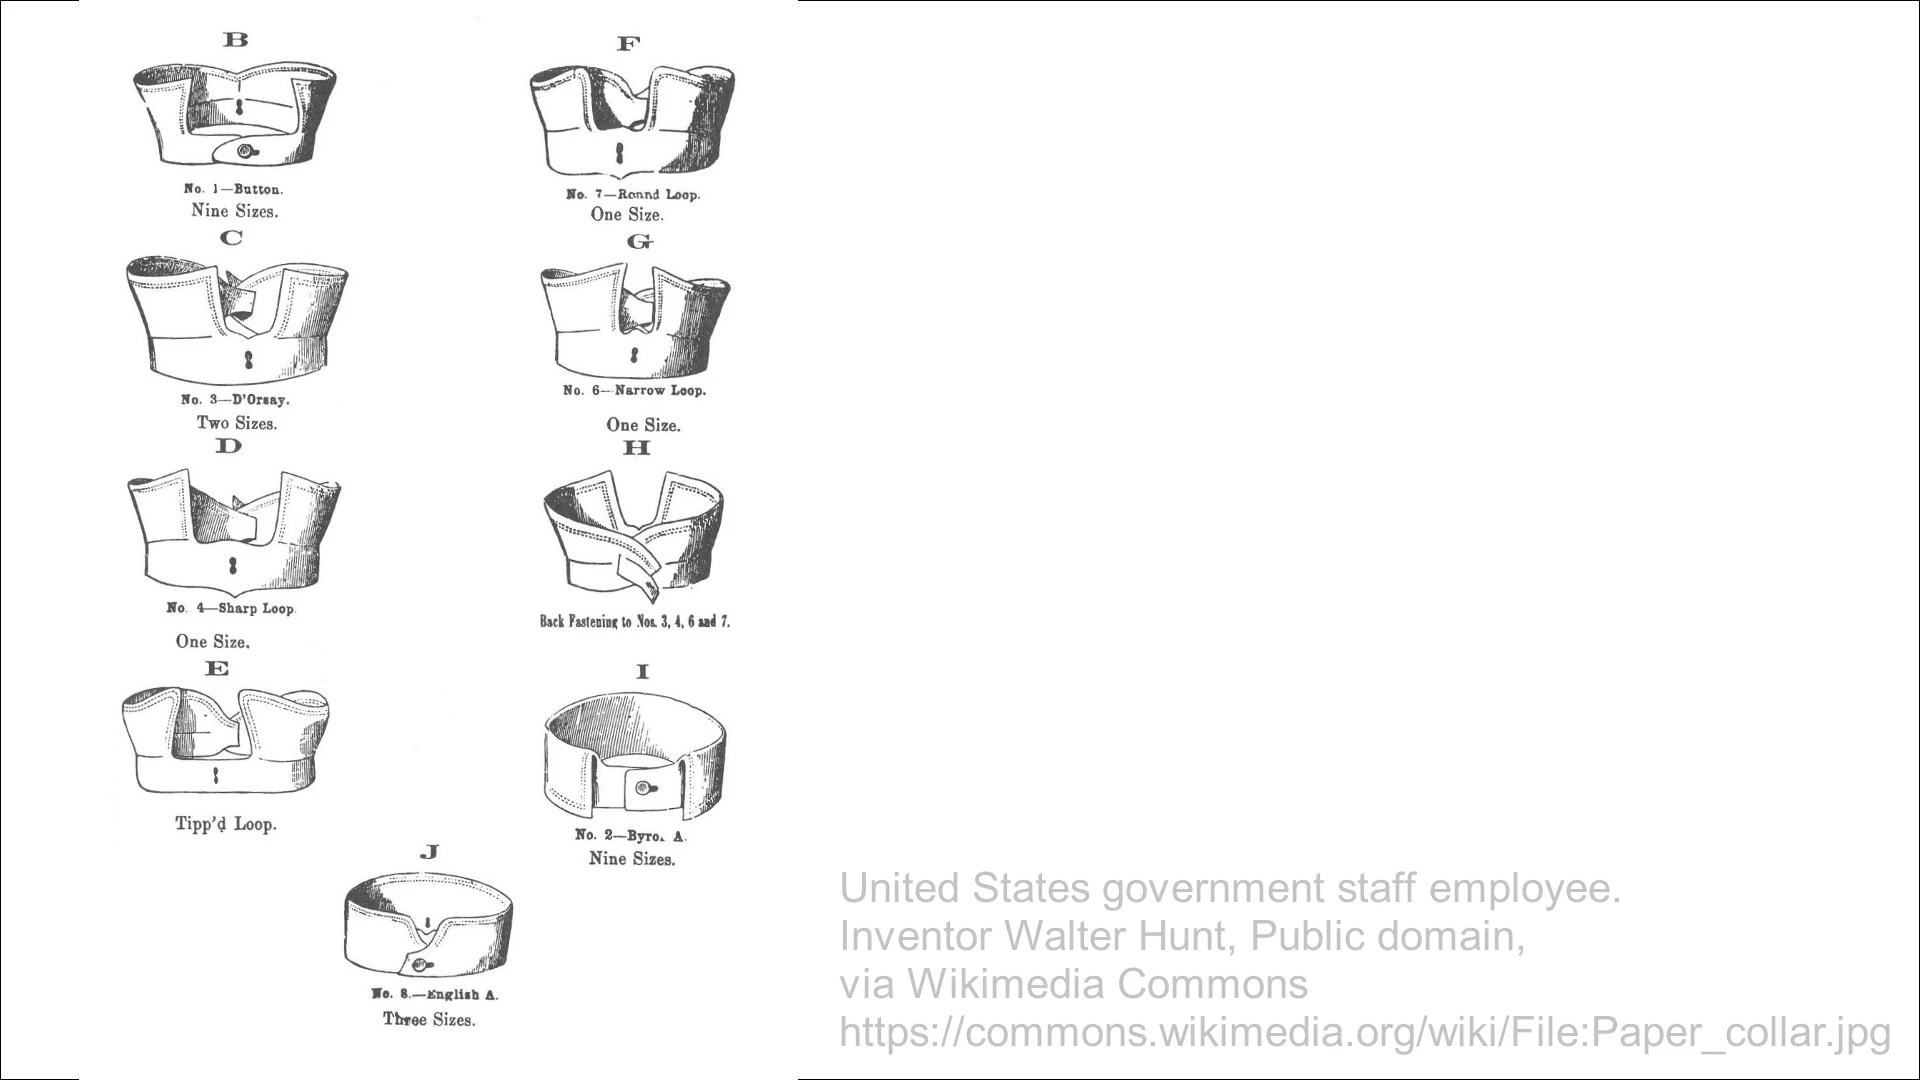 B
No. 1—Button.
Nine Sizes.
C
No. 3—D'Orsay.
Two Sizes.
D
No. 4—Sharp Loop
One Size.
E
Tipp'd Loop.
F
No. 7—Round Loop.
One Size.
G
No. 6—Narrow Loop.
One Size.
H
Back Fastening to Nos. 3, 4, 6 and 7.
I
No. 2—Byron A.
Nine Sizes.
J
No. 8.—English A.
Three Sizes.
United States government staff employee.
Inventor Walter Hunt, Public domain,
via Wikimedia Commons
https://commons.wikimedia.org/wiki/File:Paper_collar.jpg